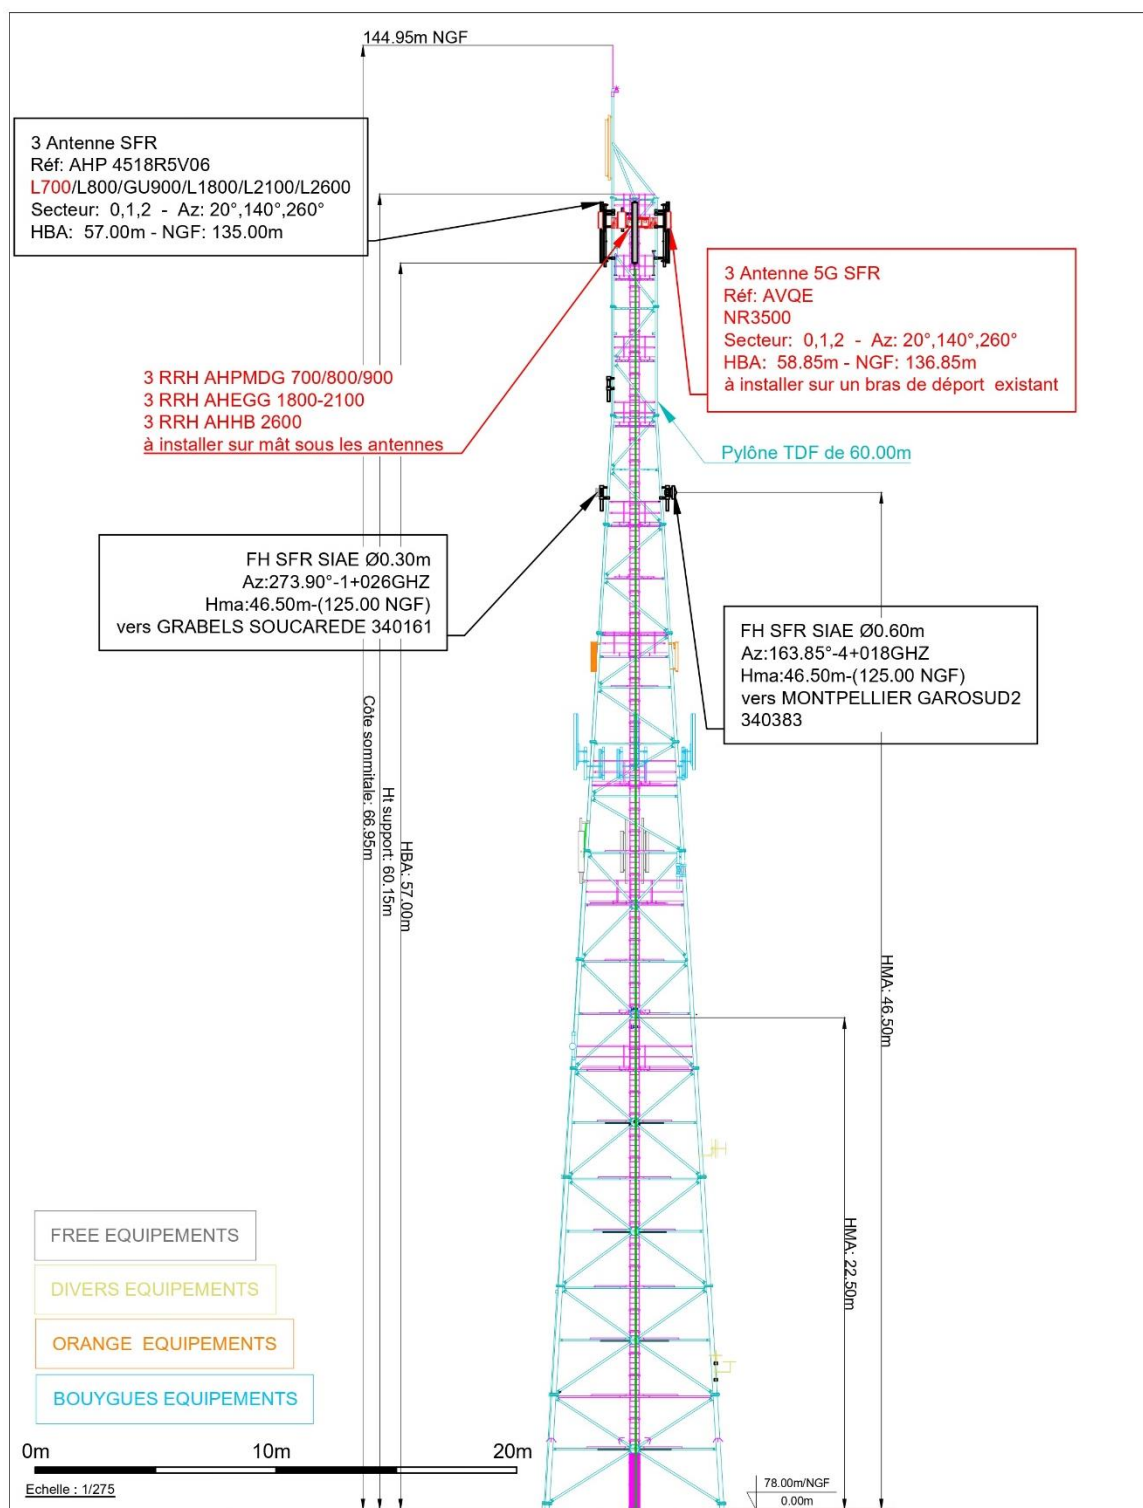 144.95m NGF
3 Antenne SFR
Réf: AHP 4518R5V06
L700/L800/GU900/L1800/L2100/L2600
Secteur: 0,1,2 - Az: 20°,140°,260°
HBA: 57.00m - NGF: 135.00m
3 Antenne 5G SFR
Réf: AVQE
NR3500
Secteur: 0,1,2 - Az: 20°,140°,260°
HBA: 58.85m - NGF: 136.85m
à installer sur un bras de déport existant
3 RRH AHPMDG 700/800/900
3 RRH AHEGG 1800-2100
3 RRH AHHB 2600
à installer sur mât sous les antennes
Pylône TDF de 60.00m
FH SFR SIAE Ø0.30m
Az:273.90°-1+026GHZ
Hma:46.50m-(125.00 NGF)
vers GRABELS SOUCAREDE 340161
FH SFR SIAE Ø0.60m
Az:163.85°-4+018GHZ
Hma:46.50m-(125.00 NGF)
vers MONTPELLIER GAROSUD2
340383
Côte sommitale: 66.95m
Ht support: 60.15m
HBA: 57.00m
HMA: 46.50m
HMA: 22.50m
FREE EQUIPEMENTS
DIVERS EQUIPEMENTS
ORANGE EQUIPEMENTS
BOUYGUES EQUIPEMENTS
0m 10m 20m
Echelle : 1/275
78.00m/NGF
0.00m